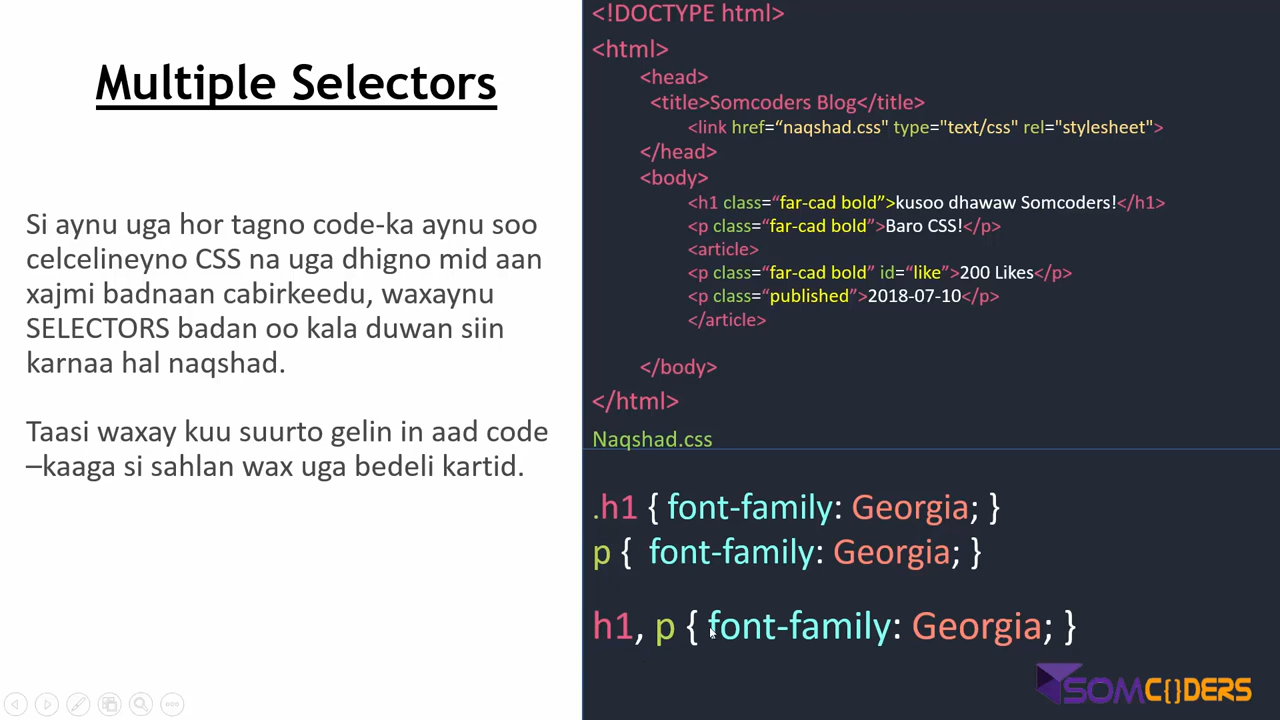 Multiple Selectors
Si aynu uga hor tagno code-ka aynu soo
celcelineyno CSS na uga dhigno mid aan
xajmi badnaan cabirkeedu, waxaynu
SELECTORS badan oo kala duwan siin
karnaa hal naqshad.
Taasi waxay kuu suurto gelin in aad code
–kaaga si sahlan wax uga bedeli kartid.
<!DOCTYPE html>
<html>
<head>
<title>Somcoders Blog</title>
<link href=“naqshad.css" type="text/css" rel="stylesheet">
</head>
<body>
<h1 class=“far-cad bold”>kusoo dhawaw Somcoders!</h1>
<p class=“far-cad bold”>Baro CSS!</p>
<article>
<p class=“far-cad bold” id=“like”>200 Likes</p>
<p class=“published”>2018-07-10</p>
</article>
</body>
</html>
Naqshad.css
.h1 { font-family: Georgia; }
p {  font-family: Georgia; }
h1, p { font-family: Georgia; }
SOMC{}DERS